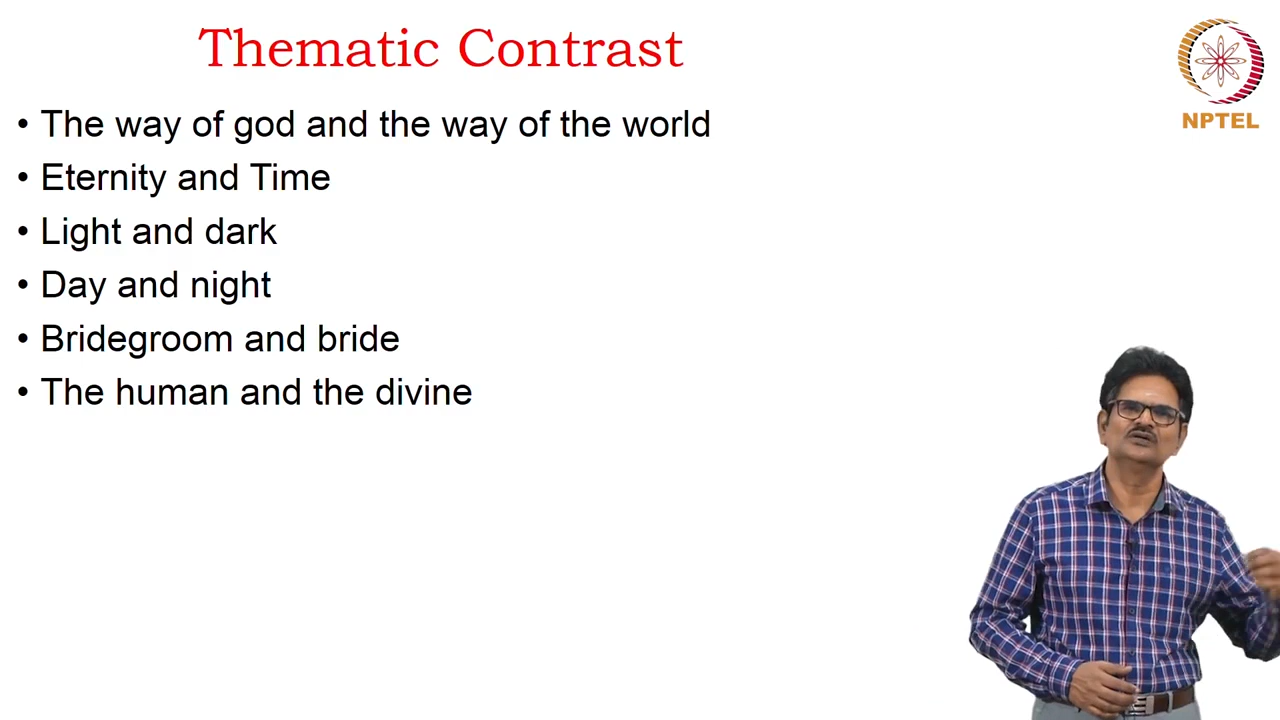 Thematic Contrast
NPTEL
• The way of god and the way of the world
• Eternity and Time
• Light and dark
• Day and night
• Bridegroom and bride
• The human and the divine